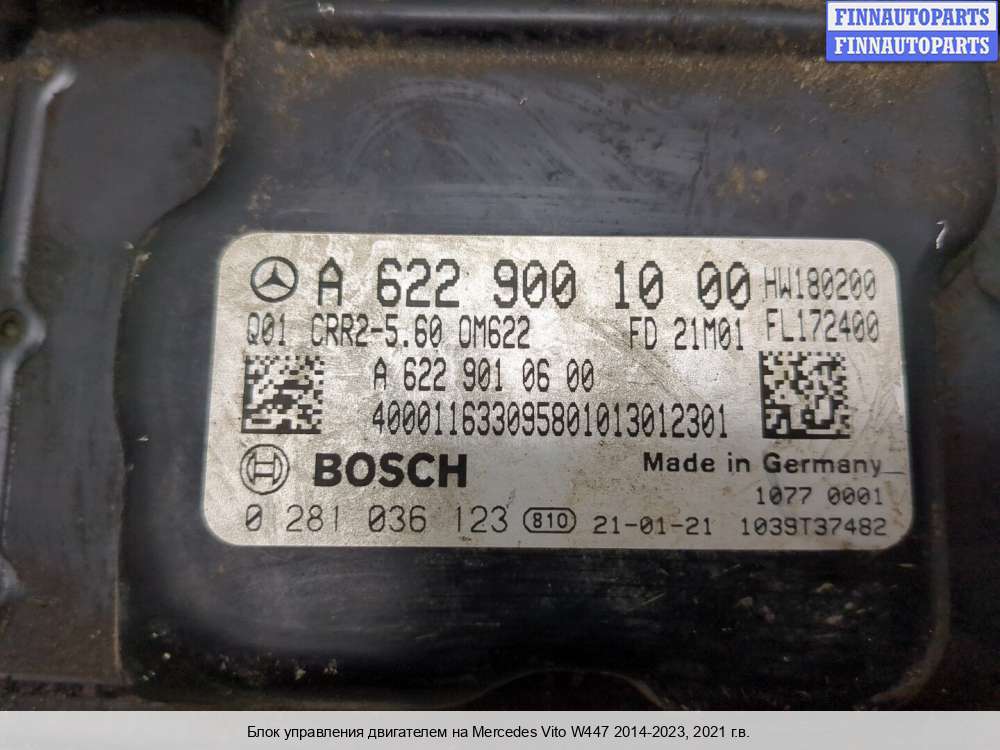 FINNAUTOPARTS
FINNAUTOPARTS
A 622 900 10 00 HW180200
Q01 CRR2-5.60 OM622 FD 21M01 FL172400
A 622 901 06 00
4000116330958010130 12301
BOSCH Made in Germany
1077 0001
0 281 036 123 810 21-01-21 1039T37482
Блок управления двигателем на Mercedes Vito W447 2014-2023, 2021 г.в.